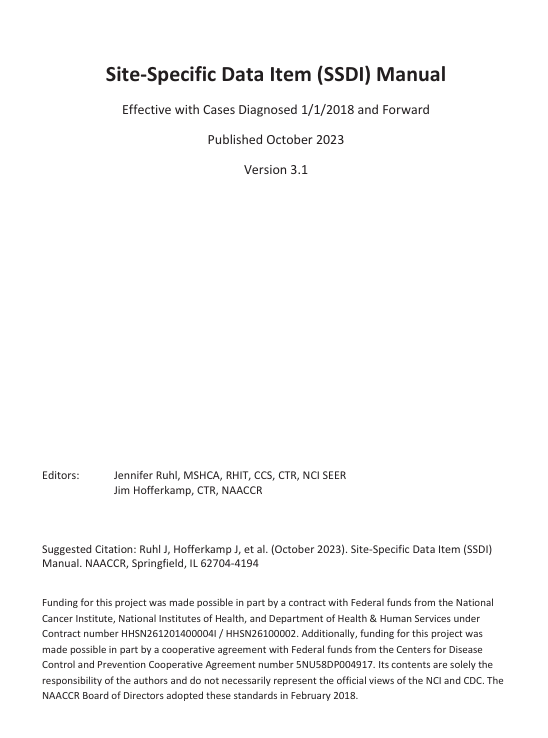 Site-Specific Data Item (SSDI) Manual
Effective with Cases Diagnosed 1/1/2018 and Forward
Published October 2023
Version 3.1
Editors: Jennifer Ruhl, MSHCA, RHIT, CCS, CTR, NCI SEER
Jim Hofferkamp, CTR, NAACCR
Suggested Citation: Ruhl J, Hofferkamp J, et al. (October 2023). Site-Specific Data Item (SSDI)
Manual. NAACCR, Springfield, IL 62704-4194
Funding for this project was made possible in part by a contract with Federal funds from the National
Cancer Institute, National Institutes of Health, and Department of Health & Human Services under
Contract number HHSN261201400004I / HHSN26100002. Additionally, funding for this project was
made possible in part by a cooperative agreement with Federal funds from the Centers for Disease
Control and Prevention Cooperative Agreement number 5NU58DP004917. Its contents are solely the
responsibility of the authors and do not necessarily represent the official views of the NCI and CDC. The
NAACCR Board of Directors adopted these standards in February 2018.